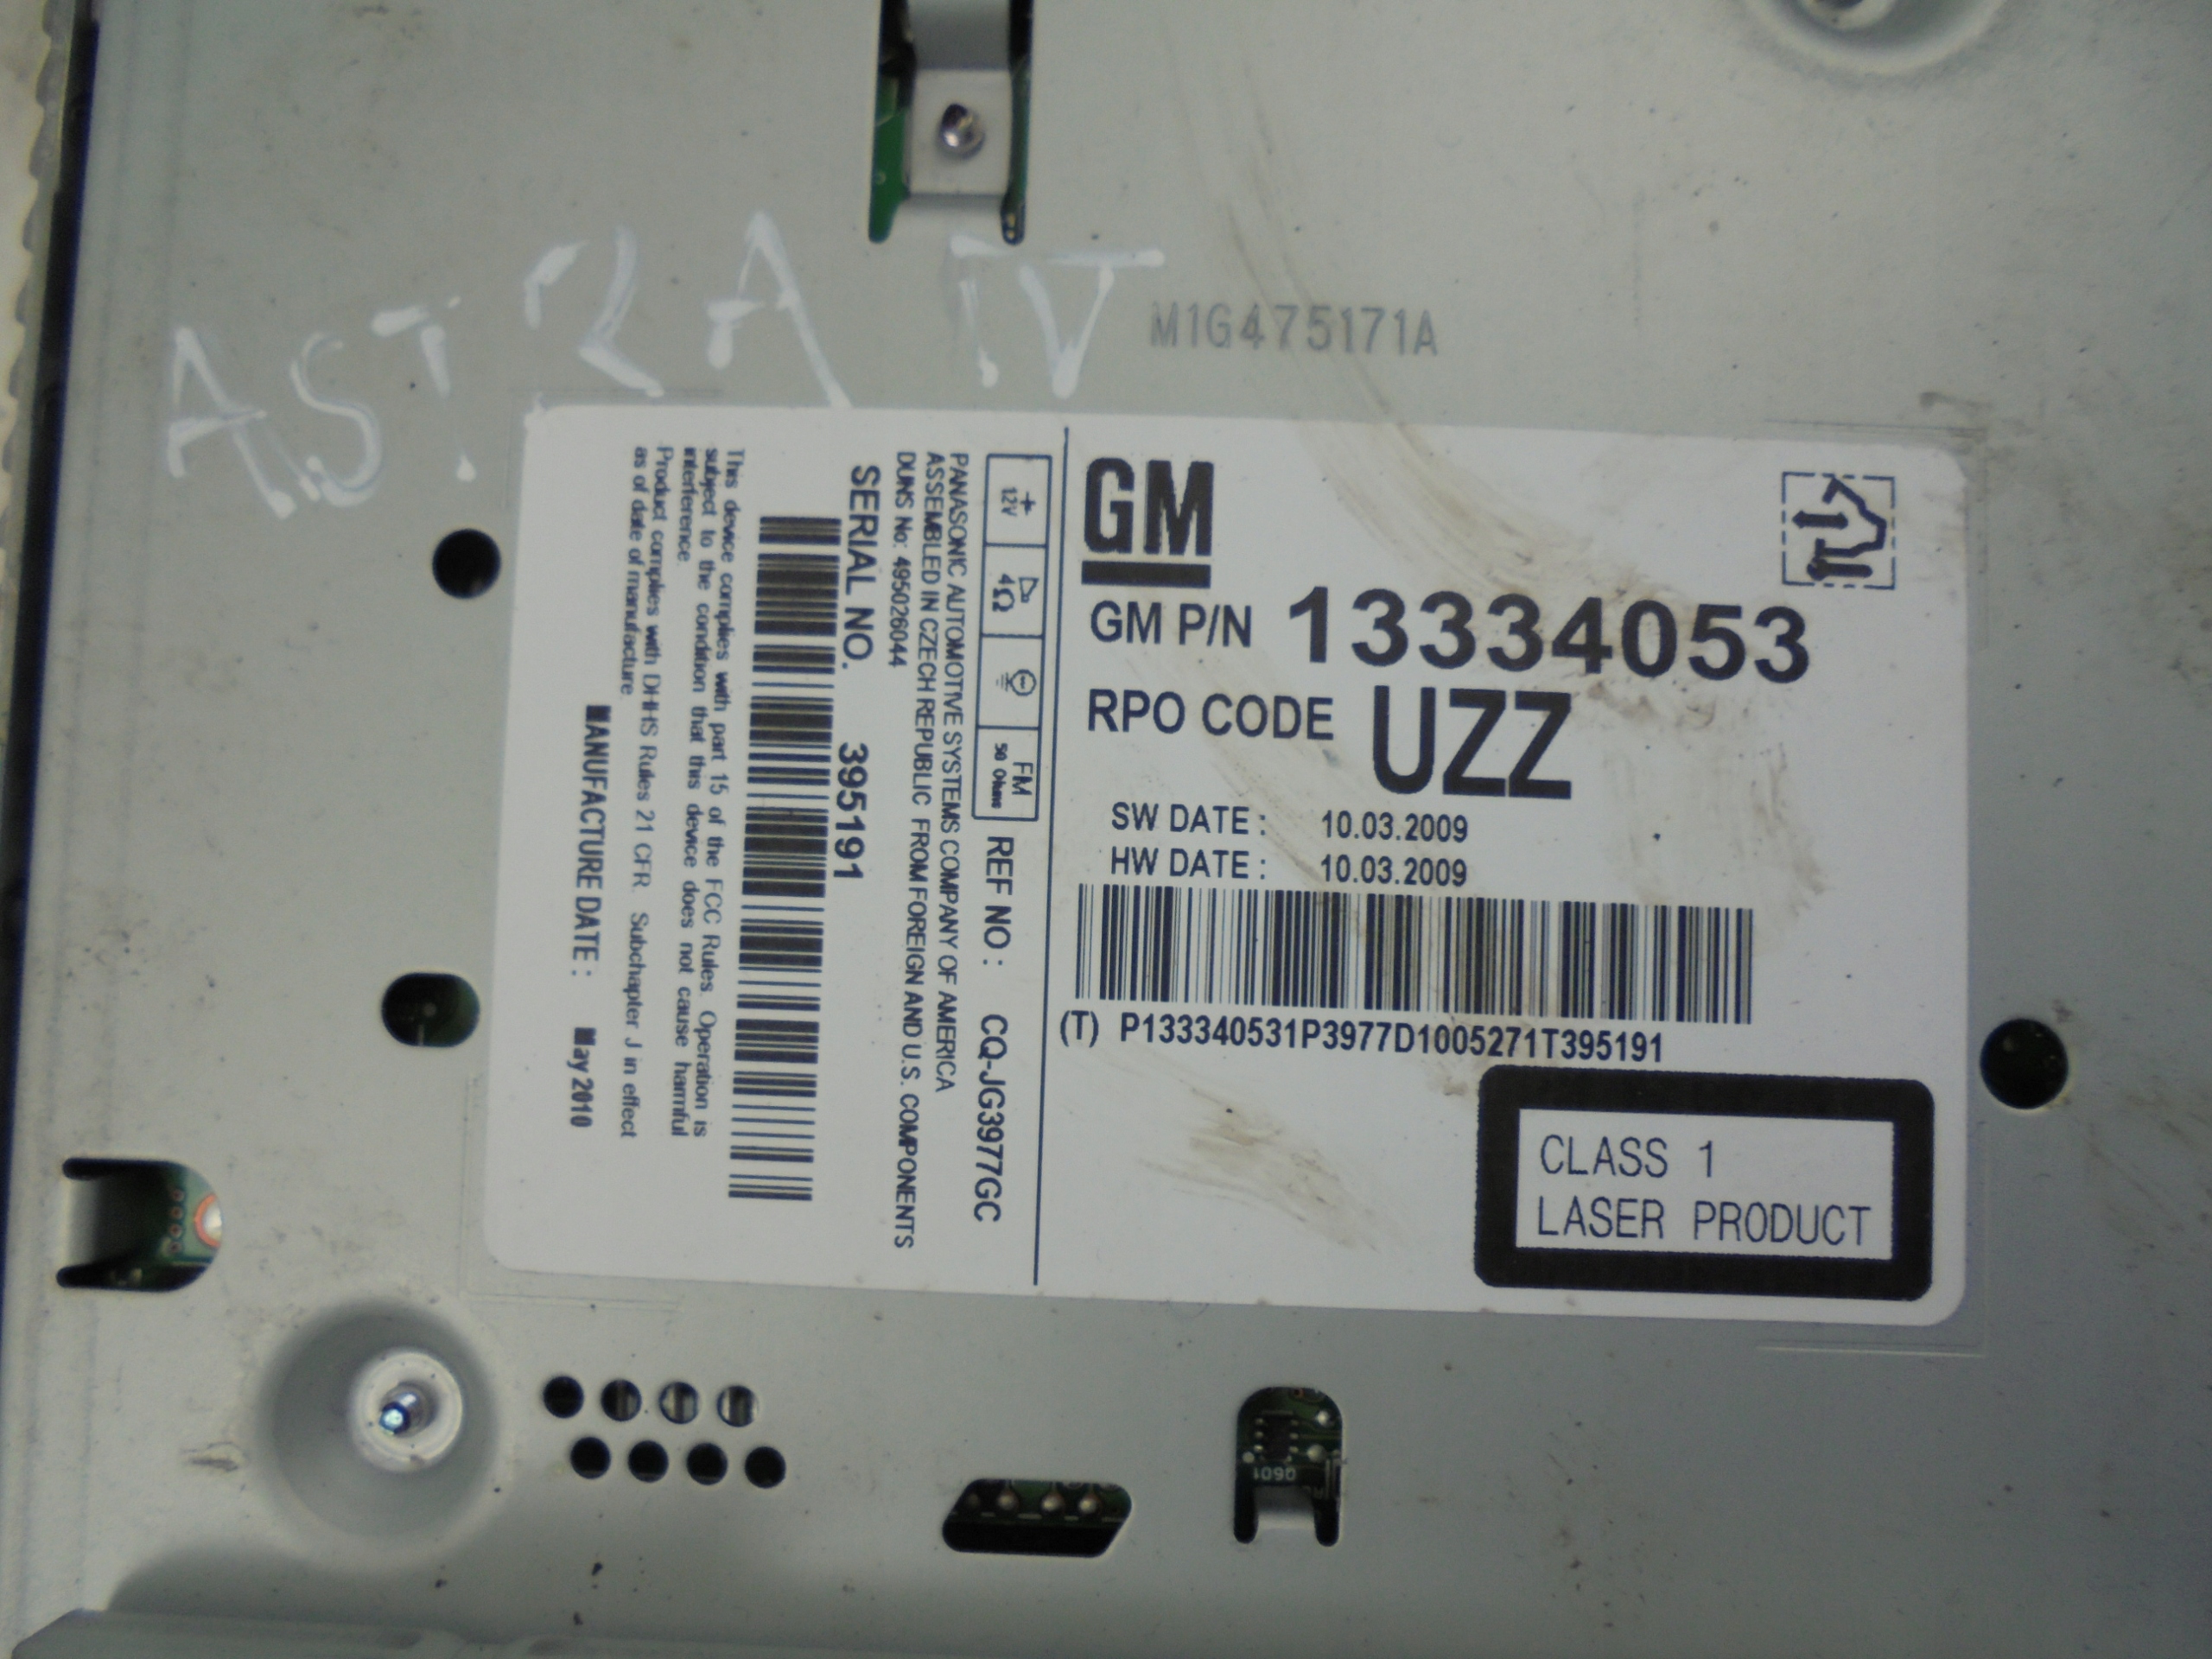 ASTRA IV
M1G475171A
GM
GM P/N 13334053
RPO CODE UZZ
SW DATE : 10.03.2009
HW DATE : 10.03.2009
(T) P133340531P3977D1005271T395191
CLASS 1
LASER PRODUCT
+ 12V
4Ω
FM 50 Ohms
REF NO : CQ-JG3977GC
PANASONIC AUTOMOTIVE SYSTEMS COMPANY OF AMERICA
ASSEMBLED IN CZECH REPUBLIC FROM FOREIGN AND U.S. COMPONENTS
DUNS No: 495026044
SERIAL NO. 395191
This device complies with part 15 of the FCC Rules. Operation is
subject to the condition that this device does not cause harmful
interference.
Product complies with DHHS Rules 21 CFR. Subchapter J in effect
as of date of manufacture.
MANUFACTURE DATE : May 2010
Q601